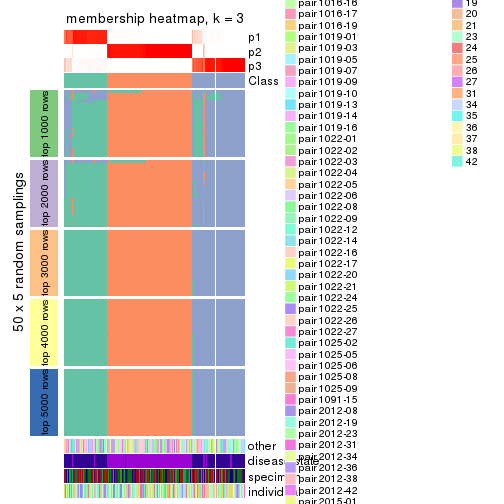 membership heatmap, k = 3
p1
p2
p3
Class
50 x 5 random samplings
top 1000 rows
top 2000 rows
top 3000 rows
top 4000 rows
top 5000 rows
other
disease.state
specim
individ
pair1016-16
pair1016-17
pair1016-19
pair1019-01
pair1019-03
pair1019-05
pair1019-07
pair1019-09
pair1019-10
pair1019-13
pair1019-14
pair1019-16
pair1022-01
pair1022-02
pair1022-03
pair1022-04
pair1022-05
pair1022-06
pair1022-08
pair1022-09
pair1022-12
pair1022-14
pair1022-16
pair1022-17
pair1022-20
pair1022-21
pair1022-24
pair1022-25
pair1022-26
pair1022-27
pair1025-02
pair1025-05
pair1025-06
pair1025-08
pair1025-09
pair1091-15
pair2012-08
pair2012-19
pair2012-23
pair2012-31
pair2012-34
pair2012-36
pair2012-38
pair2012-42
pair2015-01
19
20
21
23
24
25
26
27
31
34
35
36
37
38
42